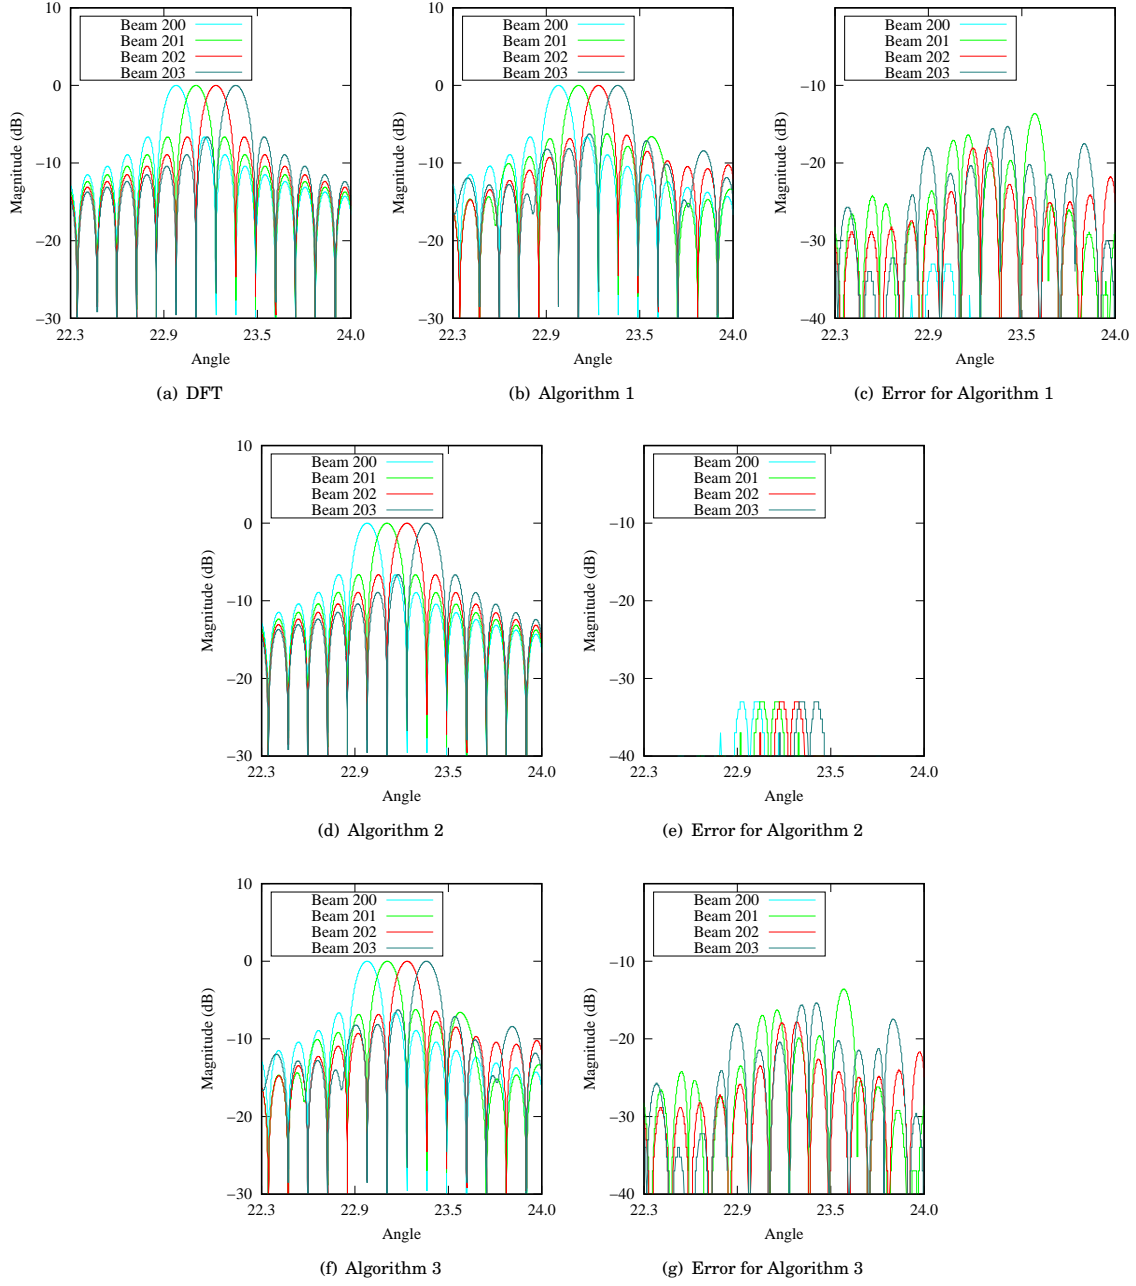 10
0
−10
−20
−30
22.3 22.9 23.5 24.0
Magnitude (dB)
Angle
Beam 200
Beam 201
Beam 202
Beam 203
(a) DFT
10
0
−10
−20
−30
22.3 22.9 23.5 24.0
Magnitude (dB)
Angle
Beam 200
Beam 201
Beam 202
Beam 203
(b) Algorithm 1
−10
−20
−30
−40
22.3 22.9 23.5 24.0
Magnitude (dB)
Angle
Beam 200
Beam 201
Beam 202
Beam 203
(c) Error for Algorithm 1
10
0
−10
−20
−30
22.3 22.9 23.5 24.0
Magnitude (dB)
Angle
Beam 200
Beam 201
Beam 202
Beam 203
(d) Algorithm 2
−10
−20
−30
−40
22.3 22.9 23.5 24.0
Magnitude (dB)
Angle
Beam 200
Beam 201
Beam 202
Beam 203
(e) Error for Algorithm 2
10
0
−10
−20
−30
22.3 22.9 23.5 24.0
Magnitude (dB)
Angle
Beam 200
Beam 201
Beam 202
Beam 203
(f) Algorithm 3
−10
−20
−30
−40
22.3 22.9 23.5 24.0
Magnitude (dB)
Angle
Beam 200
Beam 201
Beam 202
Beam 203
(g) Error for Algorithm 3